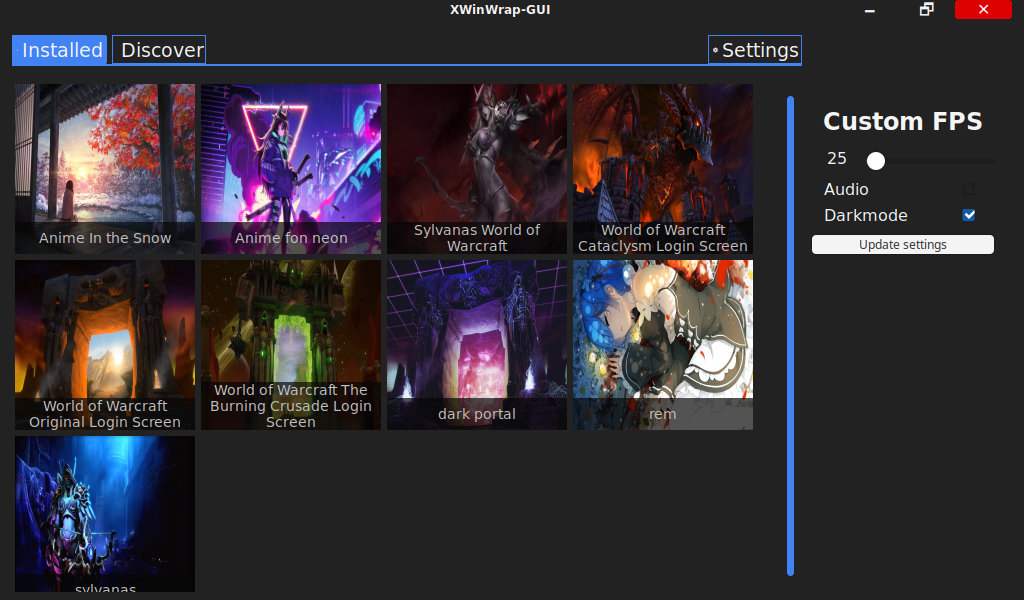 XWinWrap-GUI
Installed
Discover
Settings
Anime In the Snow
Anime fon neon
Sylvanas World of
Warcraft
World of Warcraft
Cataclysm Login Screen
World of Warcraft
Original Login Screen
World of Warcraft The
Burning Crusade Login
Screen
dark portal
rem
sylvanas
Custom FPS
25
Audio
Darkmode
Update settings